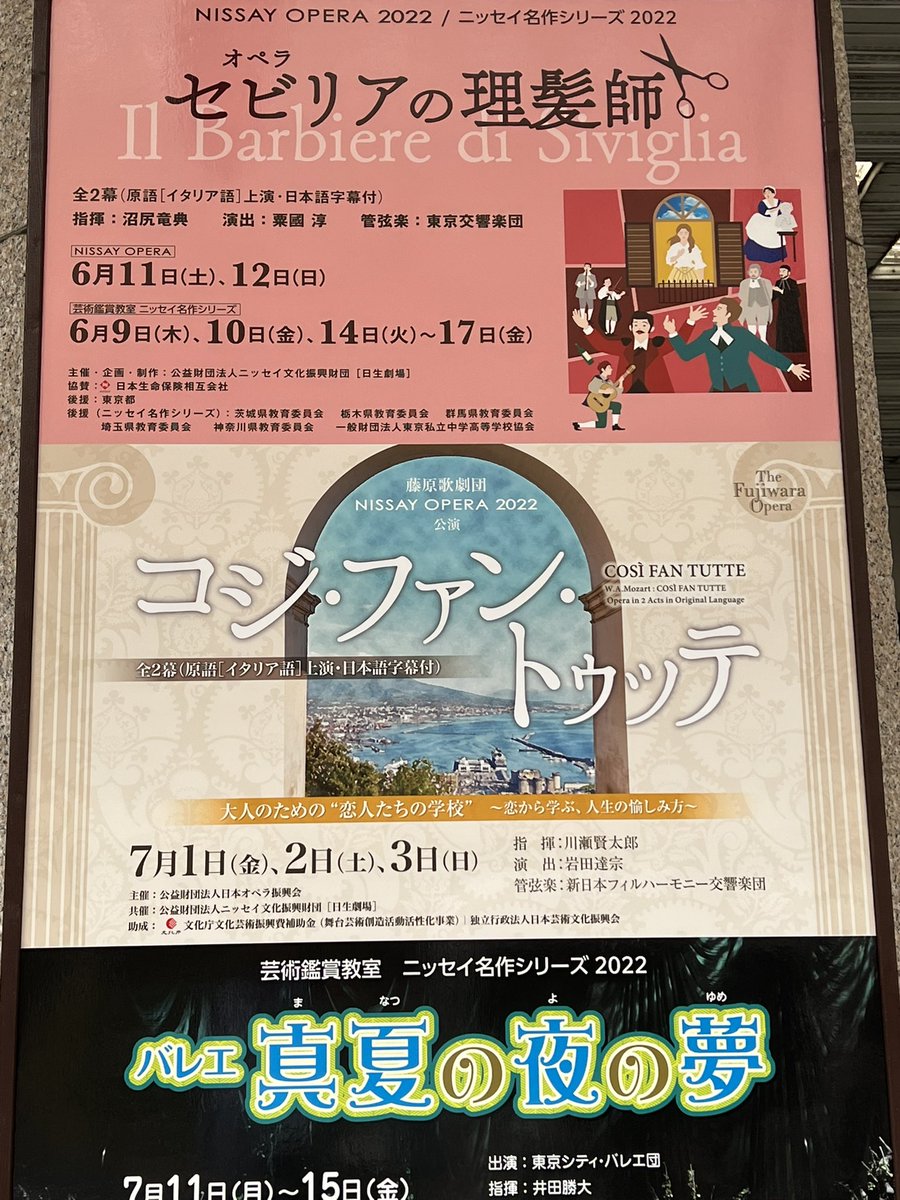 NISSAY OPERA 2022 / ニッセイ名作シリーズ 2022
オペラ
セビリアの理髪師
Il Barbiere di Siviglia
全2幕(原語[イタリア語]上演・日本語字幕付)
指揮:沼尻竜典 演出:粟國 淳 管弦楽:東京交響楽団
NISSAY OPERA
6月11日(土)、12日(日)
芸術鑑賞教室 ニッセイ名作シリーズ
6月9日(木)、10日(金)、14日(火)~17日(金)
主催・企画・制作:公益財団法人ニッセイ文化振興財団[日生劇場]
協賛:日本生命保険相互会社
後援:東京都
後援(ニッセイ名作シリーズ):茨城県教育委員会 栃木県教育委員会 群馬県教育委員会
埼玉県教育委員会 神奈川県教育委員会 一般財団法人東京私立中学高等学校協会
藤原歌劇団
NISSAY OPERA 2022
公演
The
Fujiwara
Opera
コジ・ファン・
トゥッテ
COSÌ FAN TUTTE
W.A.Mozart : COSÌ FAN TUTTE
Opera in 2 Acts in Original Language
全2幕(原語[イタリア語]上演・日本語字幕付)
大人のための“恋人たちの学校” ~恋から学ぶ、人生の愉しみ方~
7月1日(金)、2日(土)、3日(日)
指 揮:川瀬賢太郎
演 出:岩田達宗
管弦楽:新日本フィルハーモニー交響楽団
主催:公益財団法人日本オペラ振興会
共催:公益財団法人ニッセイ文化振興財団[日生劇場]
助成:文化庁文化芸術振興費補助金(舞台芸術創造活動活性化事業)| 独立行政法人日本芸術文化振興会
芸術鑑賞教室 ニッセイ名作シリーズ 2022
ま なつ よ ゆめ
バレエ 真夏の夜の夢
7月11日(月)~15日(金)
出演:東京シティ・バレエ団
指揮:井田勝大